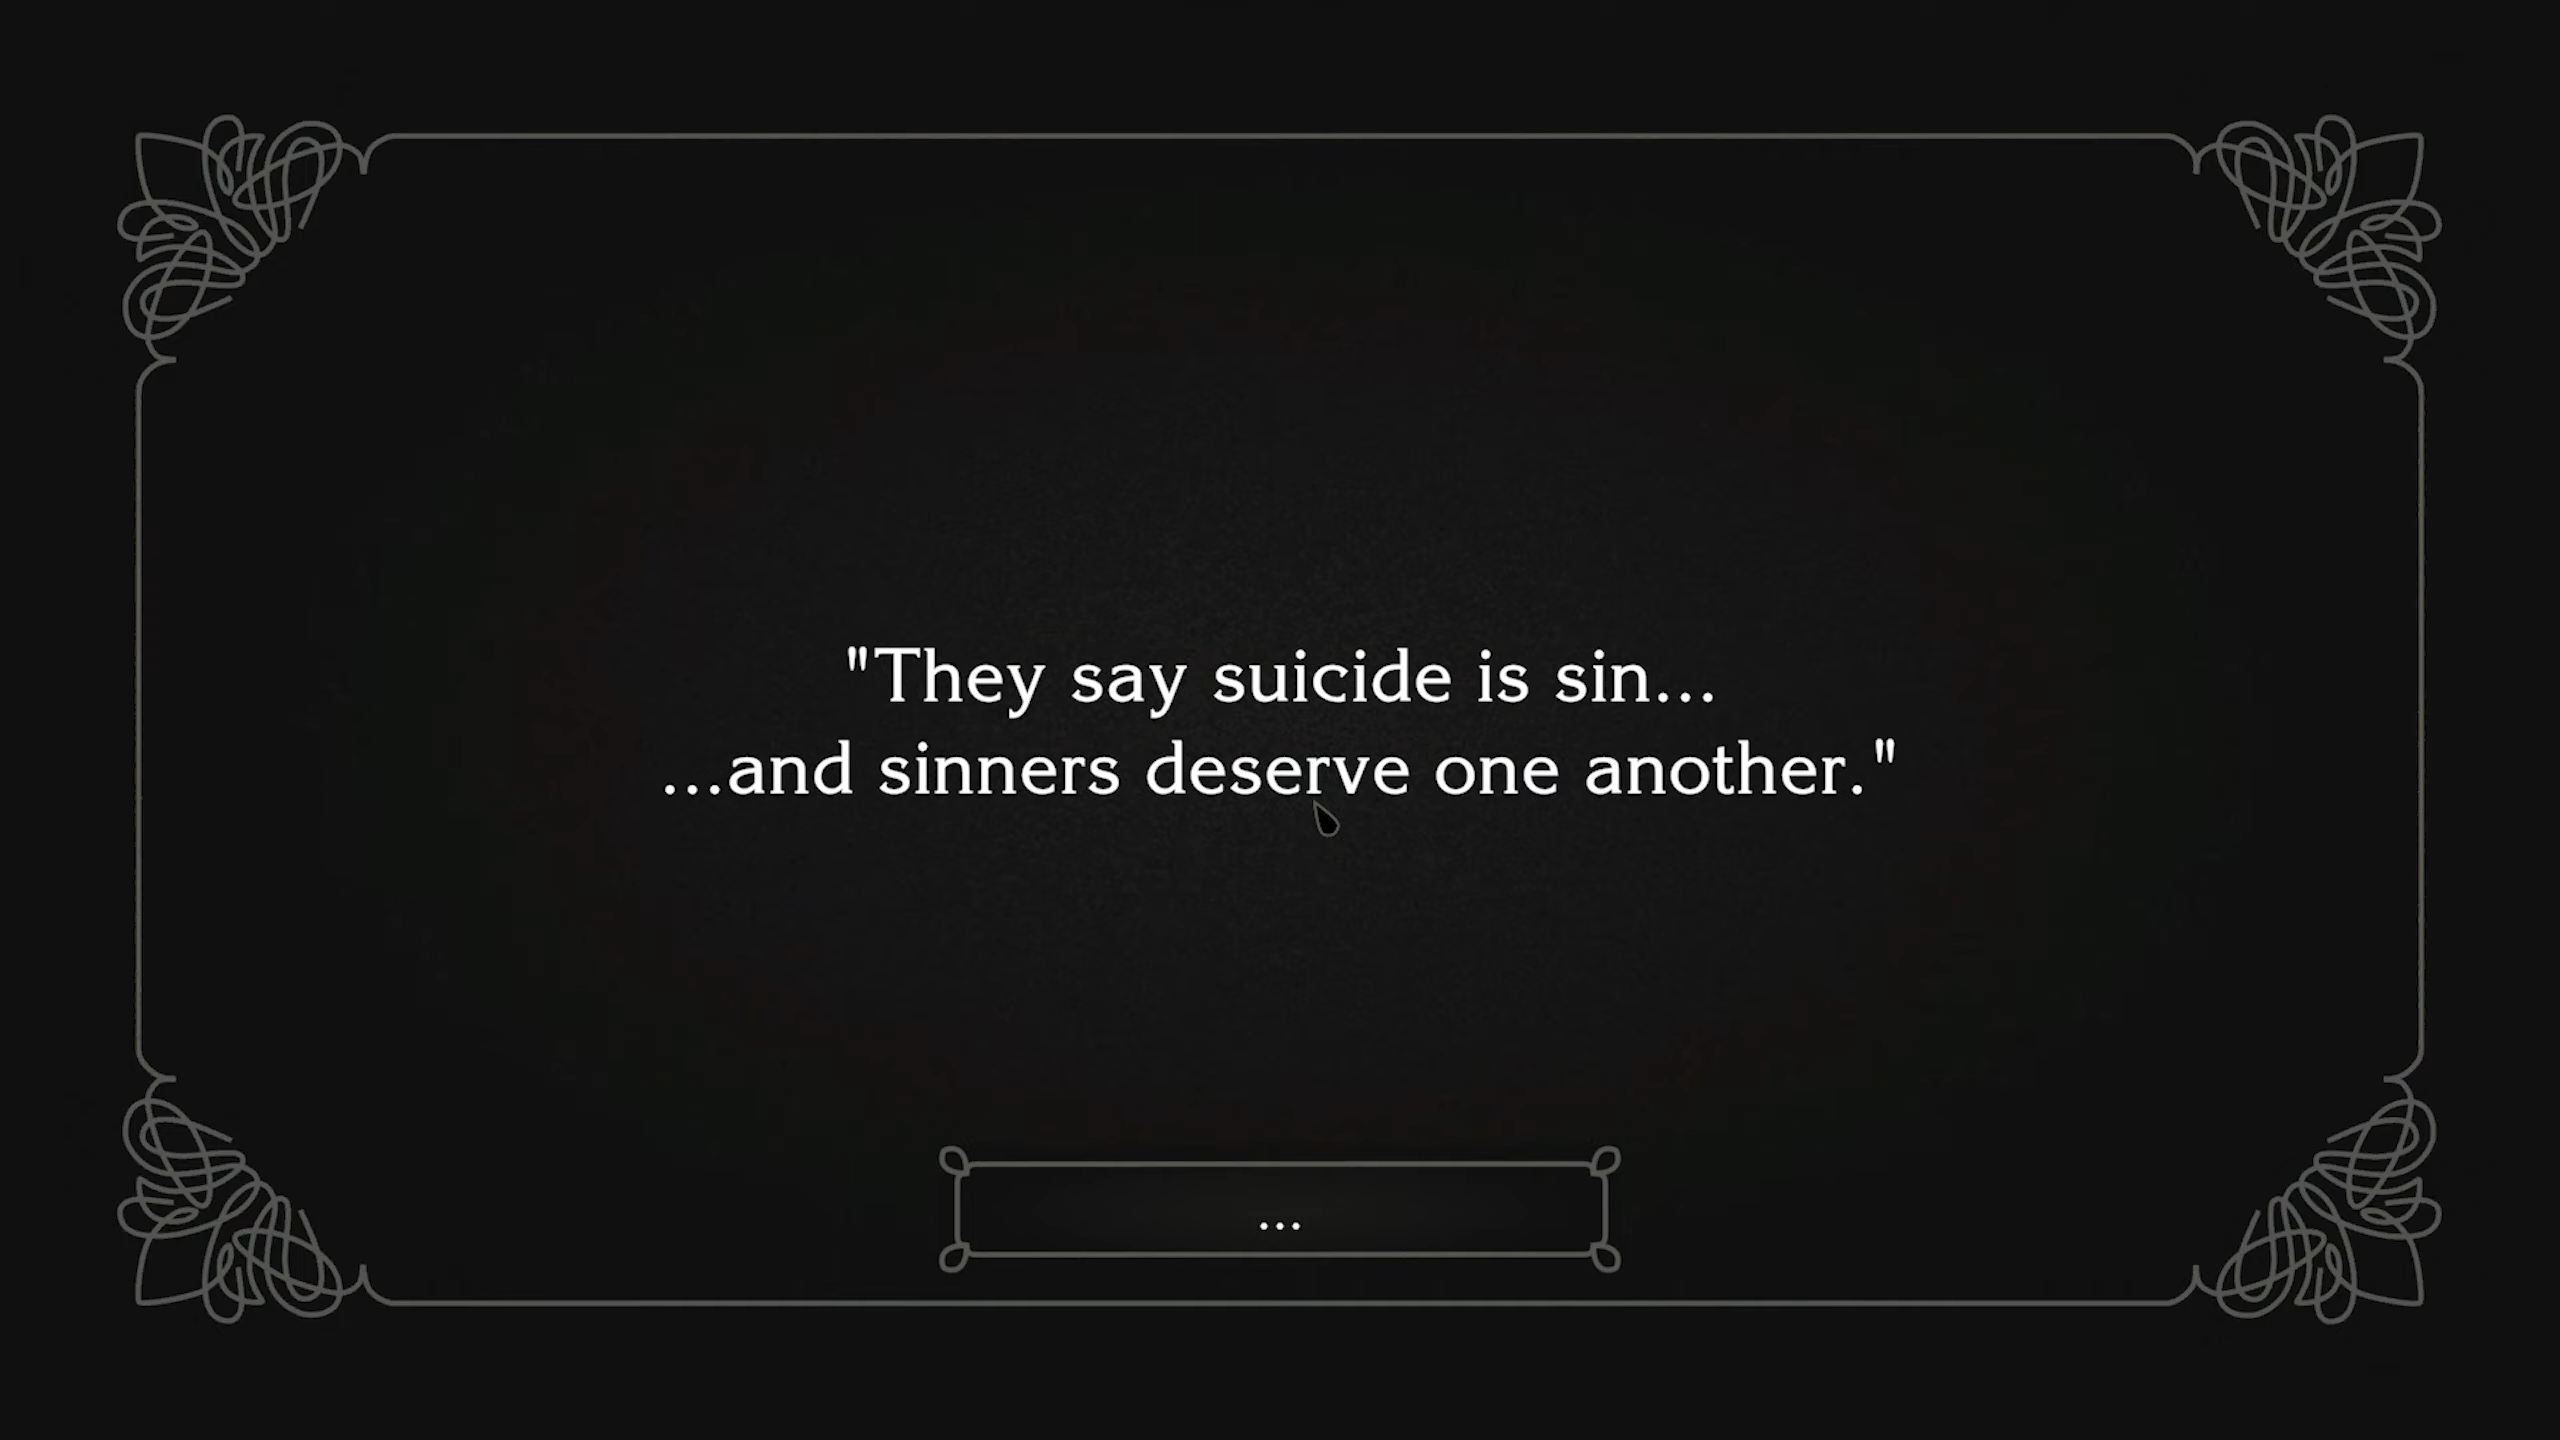 "They say suicide is sin...
...and sinners deserve one another."
...